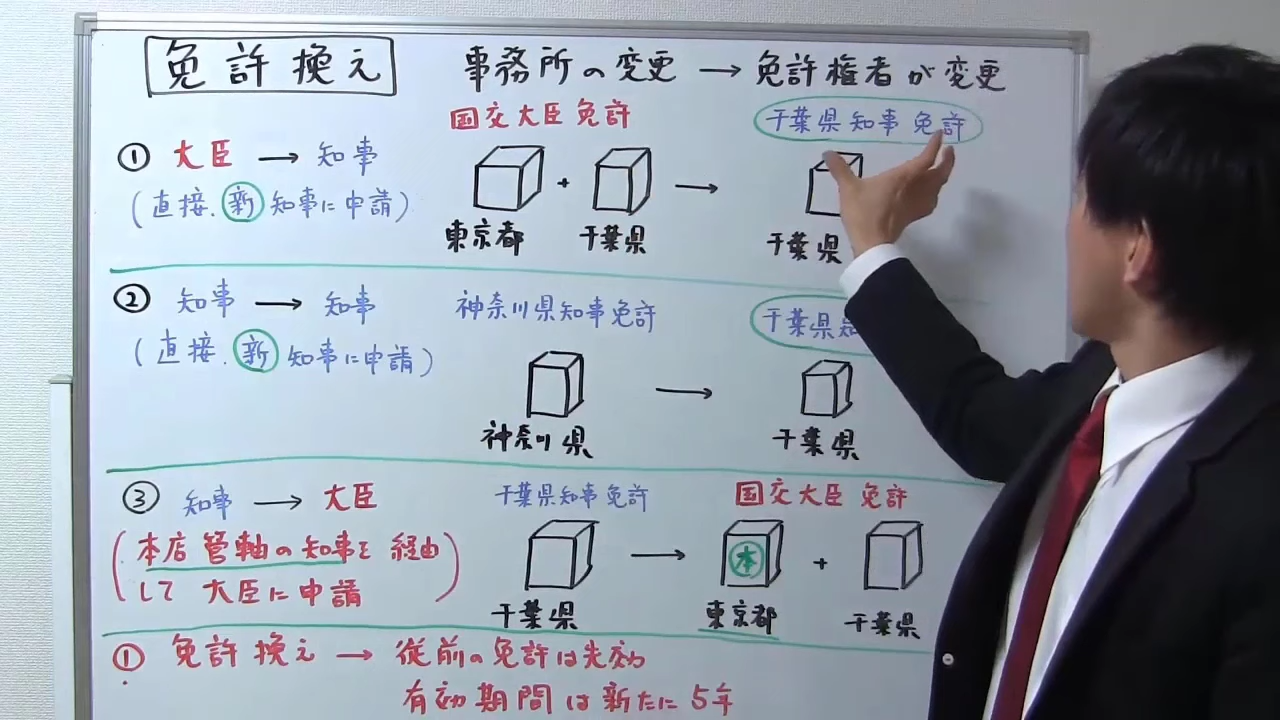 免許換え 事務所の変更 → 免許権者が変更
国交大臣免許 千葉県知事免許
① 大臣 → 知事
(直接、新知事に申請)
+ →
東京都 千葉県 千葉県
② 知事 → 知事 神奈川県知事免許 千葉県知
(直接、新知事に申請)
→
神奈川県 千葉県
③ 知事 → 大臣 千葉県知事免許 国交大臣免許
(本店管軸の知事を経由
して大臣に申請)
→ 本 +
千葉県 東京都 千葉県
① 免許換え → 従前の免許は失効
有効期間は新たに5年